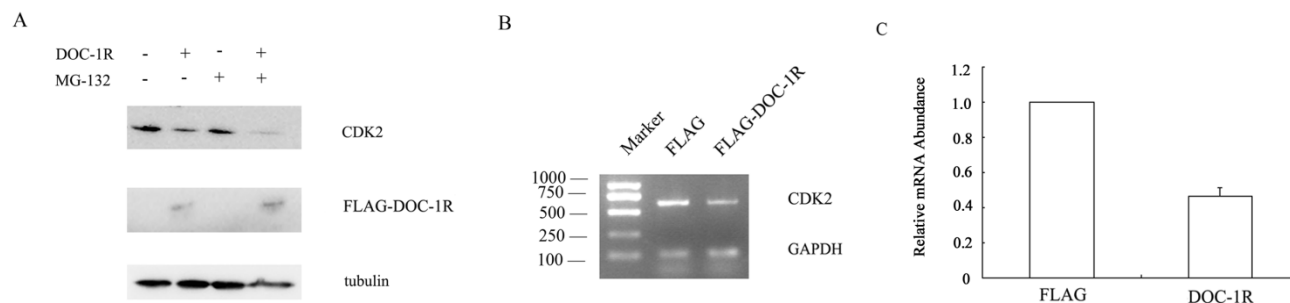 A
DOC-1R - + - +
MG-132 - - + +
CDK2
FLAG-DOC-1R
tubulin
B
Marker
FLAG
FLAG-DOC-1R
1000
750
500
250
100
CDK2
GAPDH
C
Relative mRNA Abundance
1.2
1.0
0.8
0.6
0.4
0.2
0
FLAG
DOC-1R